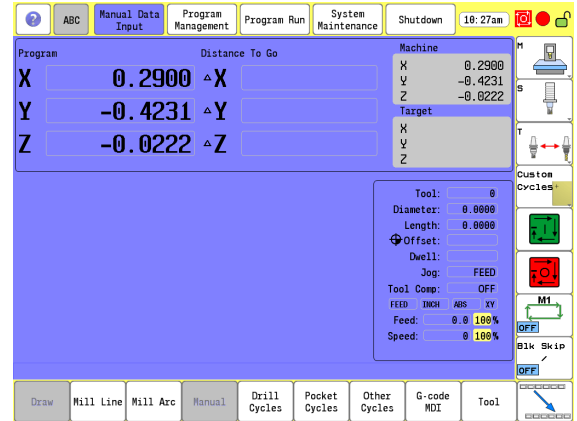 ?
ABC
Manual Data
Input
Program
Management
Program Run
System
Maintenance
Shutdown
10:27am
Program
Distance To Go
X 0.2900 ▵X
Y -0.4231 ▵Y
Z -0.0222 ▵Z
Machine
X 0.2900
Y -0.4231
Z -0.0222
Target
X
Y
Z
Tool: 0
Diameter: 0.0000
Length: 0.0000
Offset:
Dwell:
Jog: FEED
Tool Comp: OFF
FEED INCH ABS XY
Feed: 0.0 100%
Speed: 0 100%
M
S
T
Custom
Cycles+
M1
OFF
Blk Skip
/
OFF
Draw
Mill Line
Mill Arc
Manual
Drill
Cycles
Pocket
Cycles
Other
Cycles
G-code
MDI
Tool